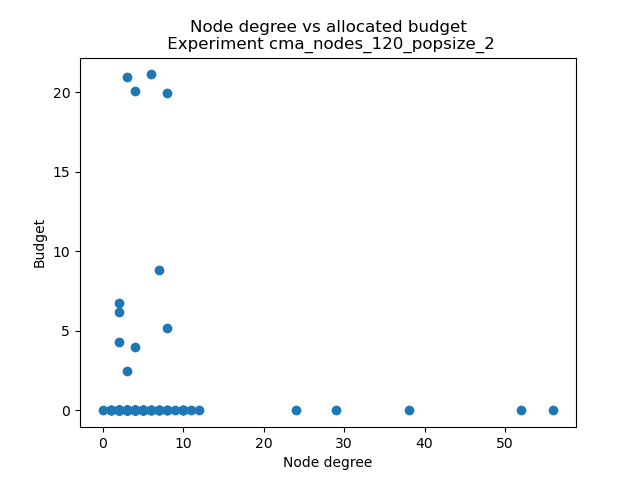 Node degree vs allocated budget
Experiment cma_nodes_120_popsize_2
20
15
10
5
0
Budget
0 10 20 30 40 50
Node degree